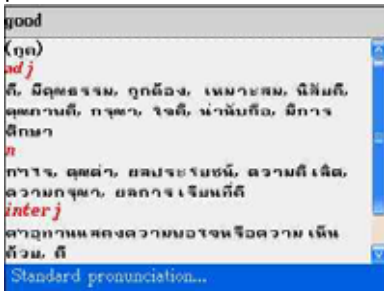 good
(กูด)
adj
ดี, มีคุณธรรม, ถูกต้อง, เหมาะสม, นิสัยดี,
คุณภาพดี, กรุณา, ใจดี, น่านับถือ, มีการ
ศึกษา
n
กำไร, คุณค่า, ผลประโยชน์, ความดีเลิศ,
ความกรุณา, ผลการเรียนที่ดี
interj
คำอุทานแสดงความพอใจหรือความเห็น
ด้วย, ดี
Standard pronunciation...